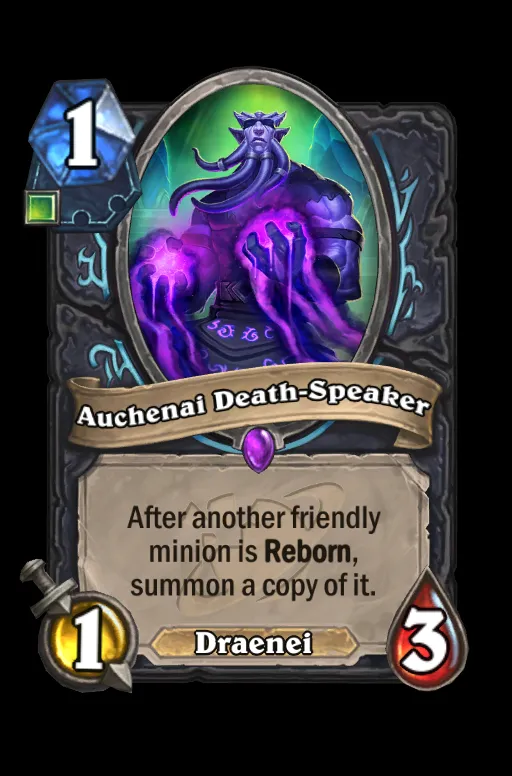 1
Auchenai Death-Speaker
After another friendly
minion is Reborn,
summon a copy of it.
1
Draenei
3